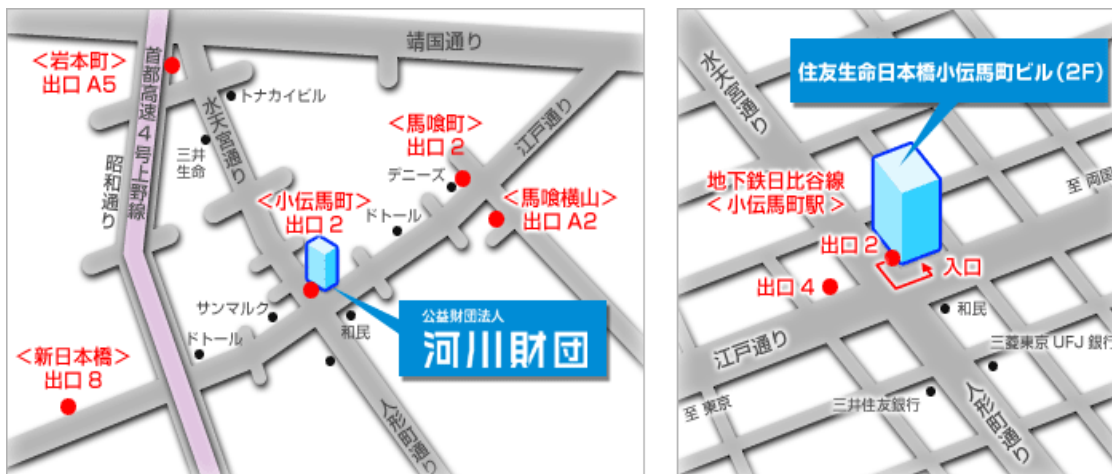 靖国通り
<岩本町>
出口 A5
首都高速4号上野線
昭和通り
水天宮通り
トナカイビル
三井
生命
<馬喰町>
出口 2
江戸通り
デニーズ
<小伝馬町>
出口 2
ドトール
<馬喰横山>
出口 A2
サンマルク
ドトール
和民
公益財団法人
河川財団
<新日本橋>
出口 8
人形町通り
水天宮通り
住友生命日本橋小伝馬町ビル(2F)
至 両国
地下鉄日比谷線
<小伝馬町駅>
出口 2
入口
出口 4
和民
江戸通り
三菱東京UFJ銀行
至 東京
三井住友銀行
人形町通り